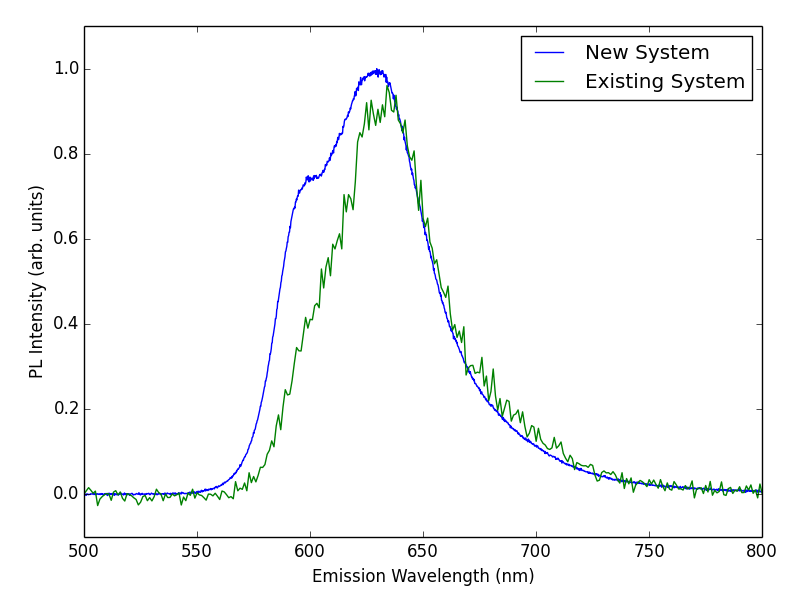 New System
Existing System
1.0
0.8
0.6
0.4
0.2
0.0
PL Intensity (arb. units)
500 550 600 650 700 750 800
Emission Wavelength (nm)